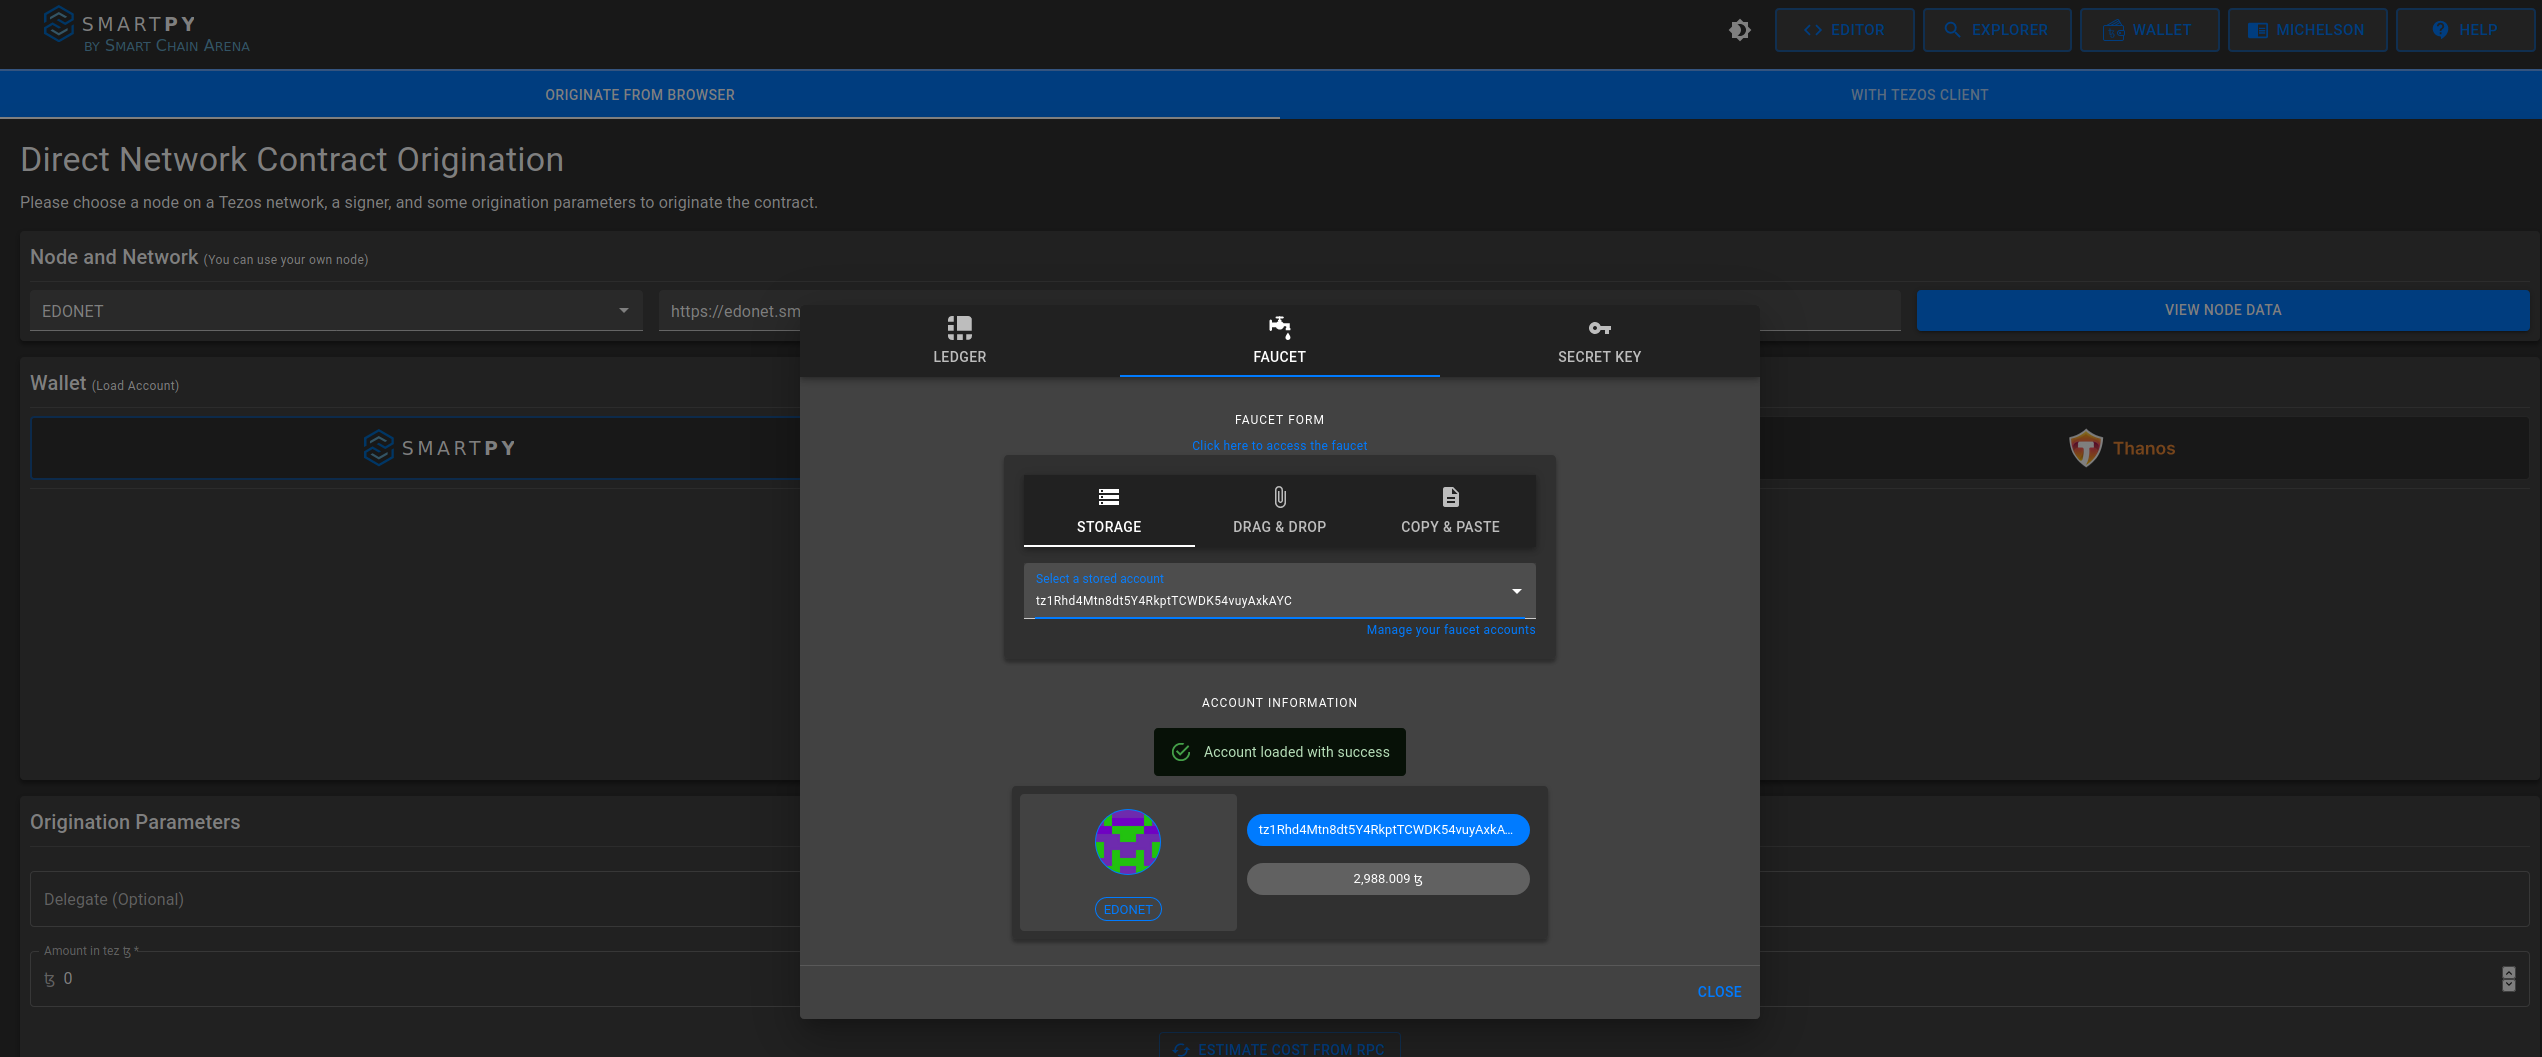 SMARTPY
BY SMART CHAIN ARENA
EDITOR
EXPLORER
WALLET
MICHELSON
HELP
ORIGINATE FROM BROWSER
WITH TEZOS CLIENT
Direct Network Contract Origination
Please choose a node on a Tezos network, a signer, and some origination parameters to originate the contract.
Node and Network (You can use your own node)
EDONET
https://edonet.sm
VIEW NODE DATA
Wallet (Load Account)
SMARTPY
Thanos
LEDGER
FAUCET
SECRET KEY
FAUCET FORM
Click here to access the faucet
STORAGE
DRAG & DROP
COPY & PASTE
Select a stored account
tz1Rhd4Mtn8dt5Y4RkptTCWDK54vuyAxkAYC
Manage your faucet accounts
ACCOUNT INFORMATION
Account loaded with success
tz1Rhd4Mtn8dt5Y4RkptTCWDK54vuyAxkA...
2,988.009 ꜩ
EDONET
CLOSE
Origination Parameters
Delegate (Optional)
Amount in tez ꜩ *
ꜩ 0
ESTIMATE COST FROM RPC